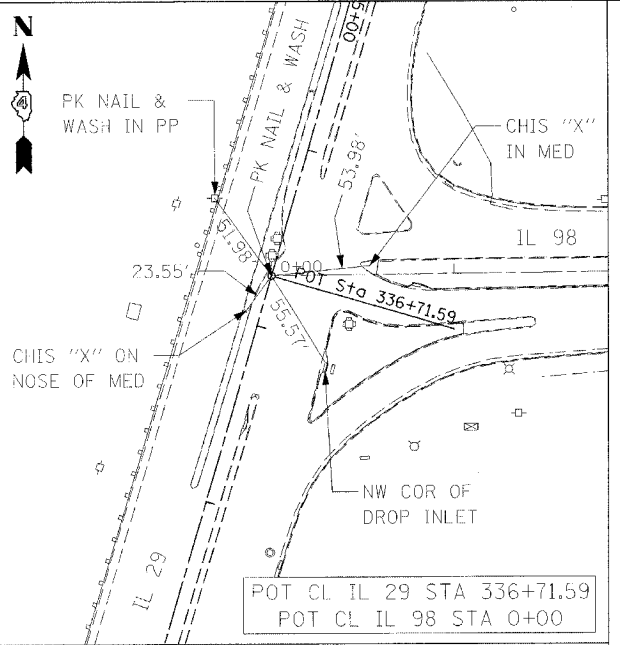 N
4
PK NAIL &
WASH IN PP
PK NAIL & WASH
5+00
CHIS "X"
IN MED
53.98'
51.98'
IL 98
0+00
23.55'
POT Sta 336+71.59
55.57'
CHIS "X" ON
NOSE OF MED
NW COR OF
DROP INLET
IL 29
POT CL IL 29 STA 336+71.59
POT CL IL 98 STA 0+00